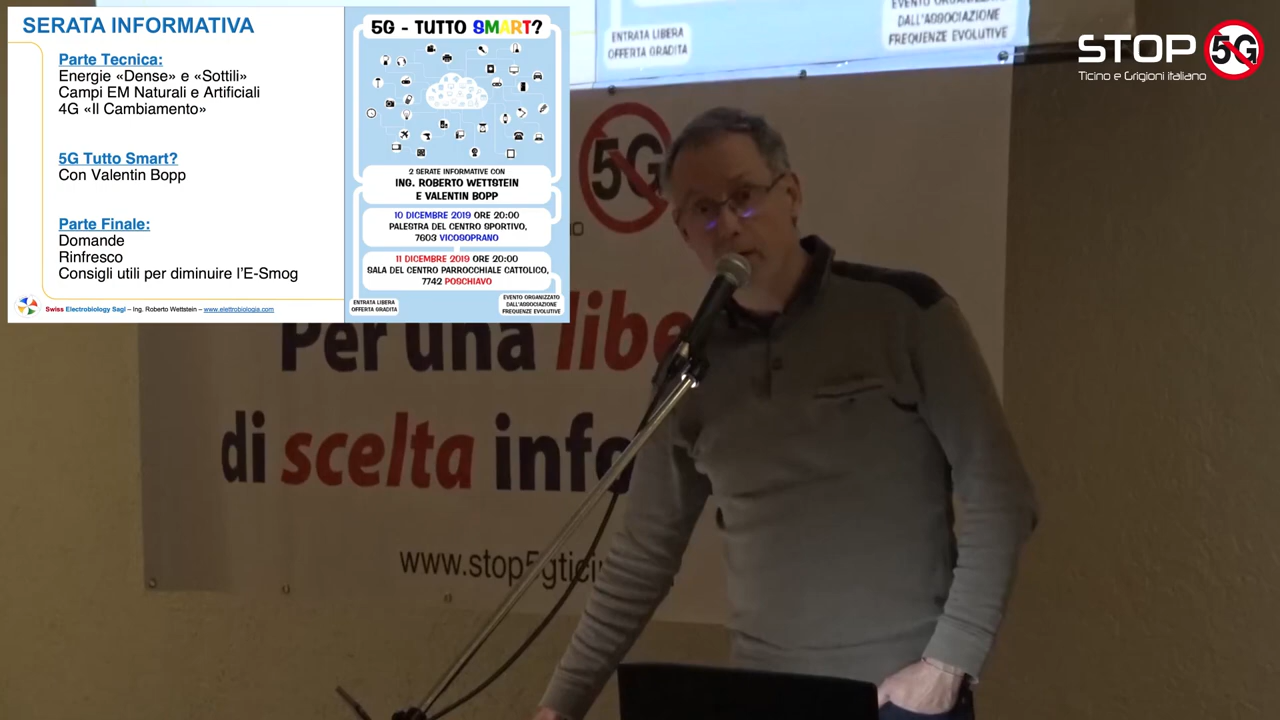 SERATA INFORMATIVA
Parte Tecnica:
Energie «Dense» e «Sottili»
Campi EM Naturali e Artificiali
4G «Il Cambiamento»
5G Tutto Smart?
Con Valentin Bopp
Parte Finale:
Domande
Rinfresco
Consigli utili per diminuire l'E-Smog
Swiss Electrobiology Sagl – Ing. Roberto Wettstein – www.elettrobiologia.com
5G - TUTTO SMART?
2 SERATE INFORMATIVE CON
ING. ROBERTO WETTSTEIN
E VALENTIN BOPP
10 DICEMBRE 2019 ORE 20:00
PALESTRA DEL CENTRO SPORTIVO,
7603 VICOSOPRANO
11 DICEMBRE 2019 ORE 20:00
SALA DEL CENTRO PARROCCHIALE CATTOLICO,
7742 POSCHIAVO
ENTRATA LIBERA
OFFERTA GRADITA
EVENTO ORGANIZZATO
DALL'ASSOCIAZIONE
FREQUENZE EVOLUTIVE
ENTRATA LIBERA
OFFERTA GRADITA
EVENTO ORGANIZZATO
DALL'ASSOCIAZIONE
FREQUENZE EVOLUTIVE
STOP 5G
Ticino e Grigioni italiano
5G
NO
Per una libe
di scelta info
www.stop5gtici